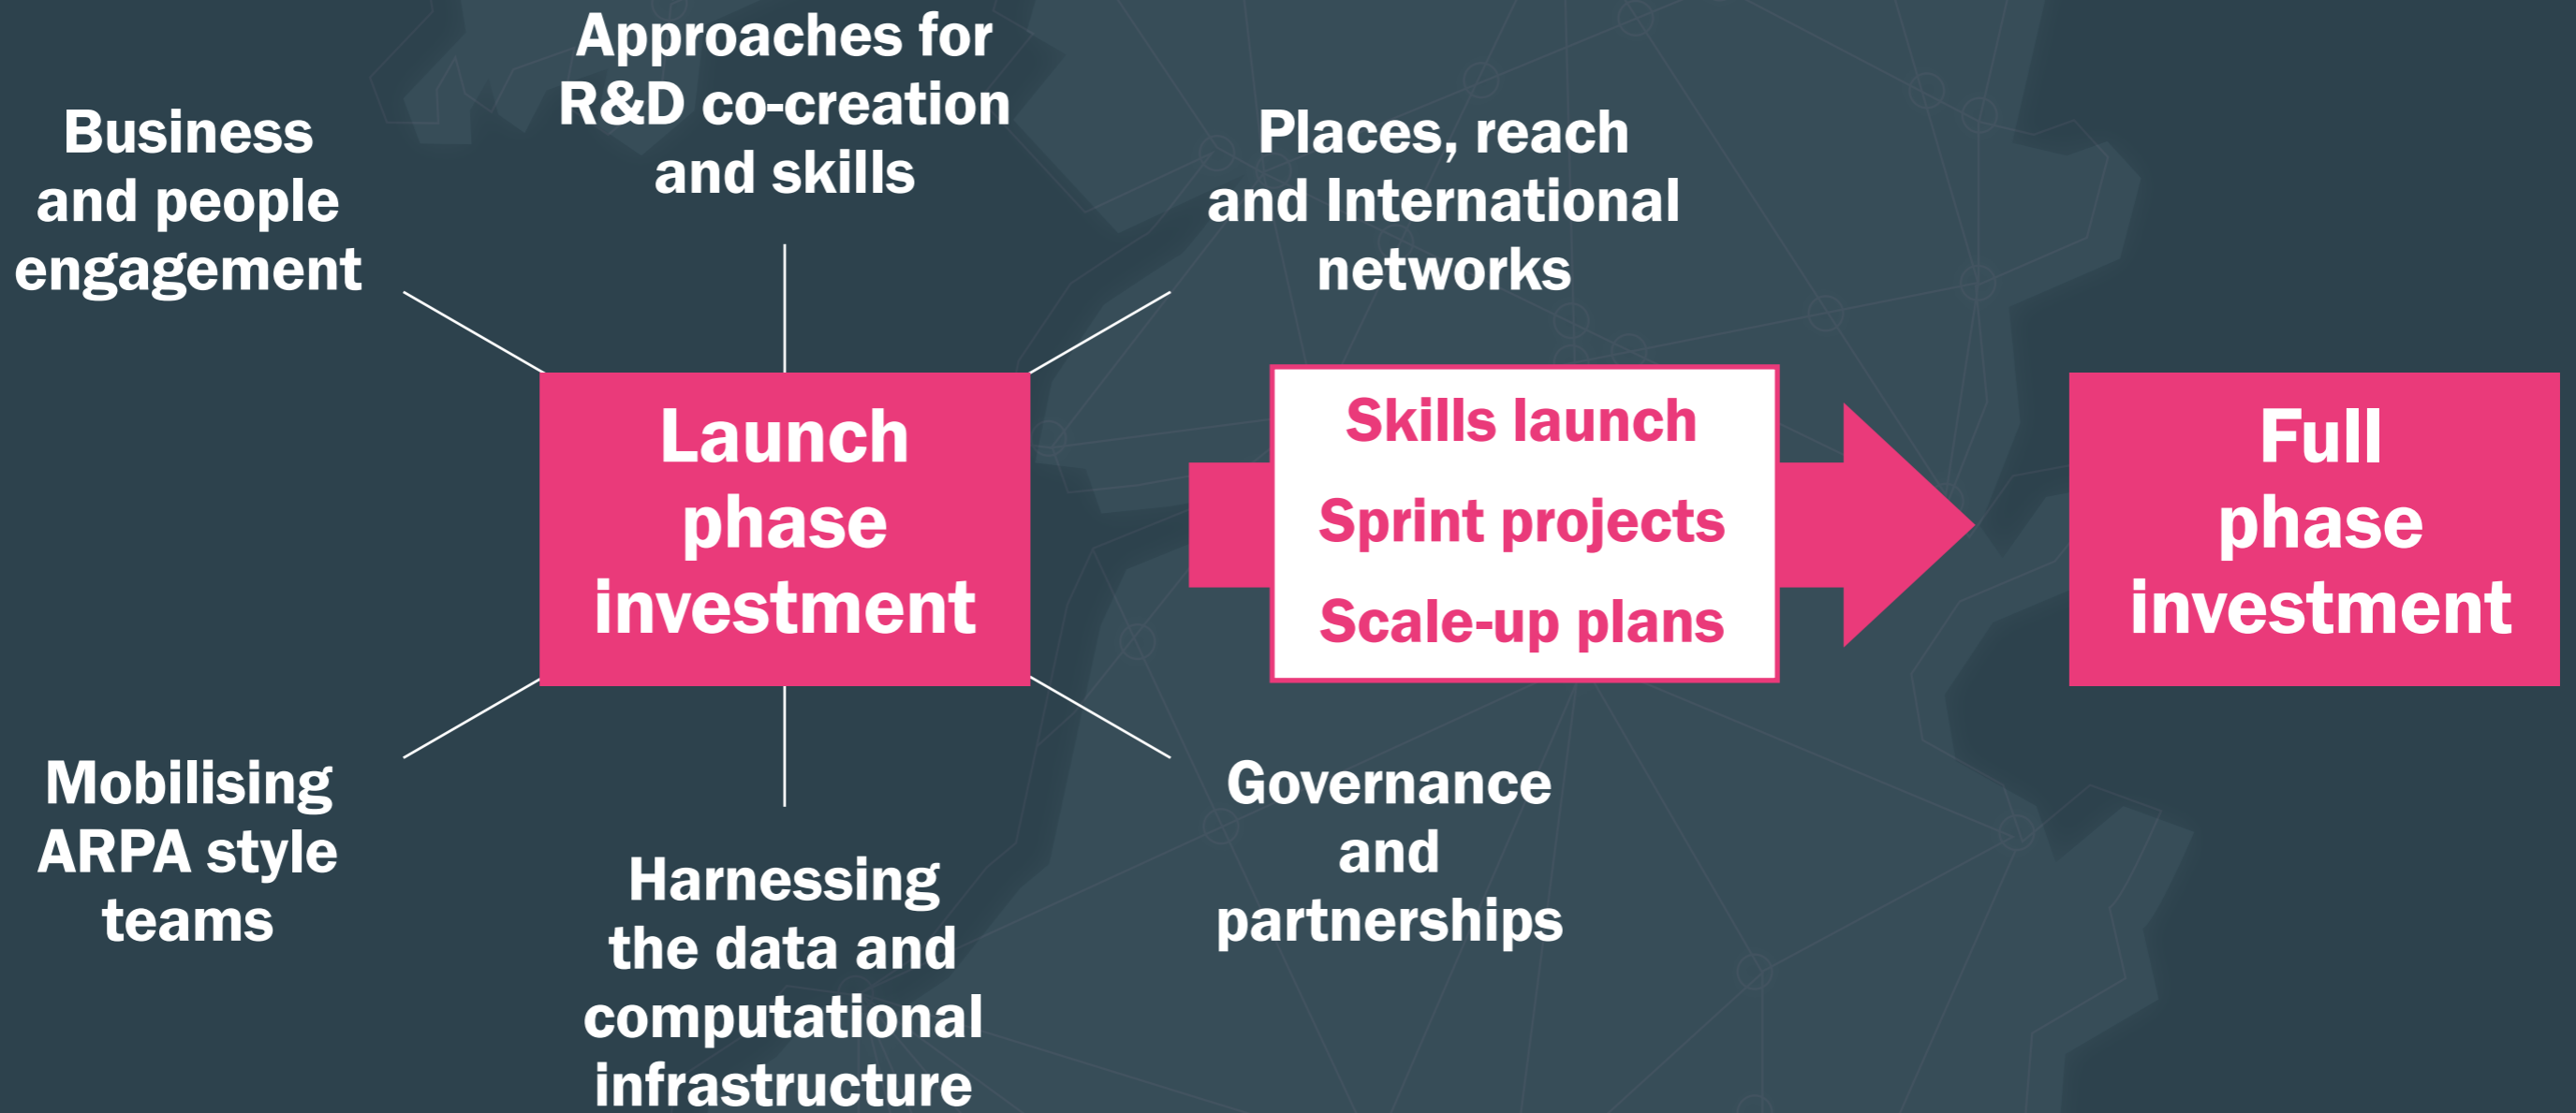 Business
and people
engagement
Approaches for
R&D co-creation
and skills
Places, reach
and International
networks
Launch
phase
investment
Skills launch
Sprint projects
Scale-up plans
Full
phase
investment
Mobilising
ARPA style
teams
Harnessing
the data and
computational
infrastructure
Governance
and
partnerships